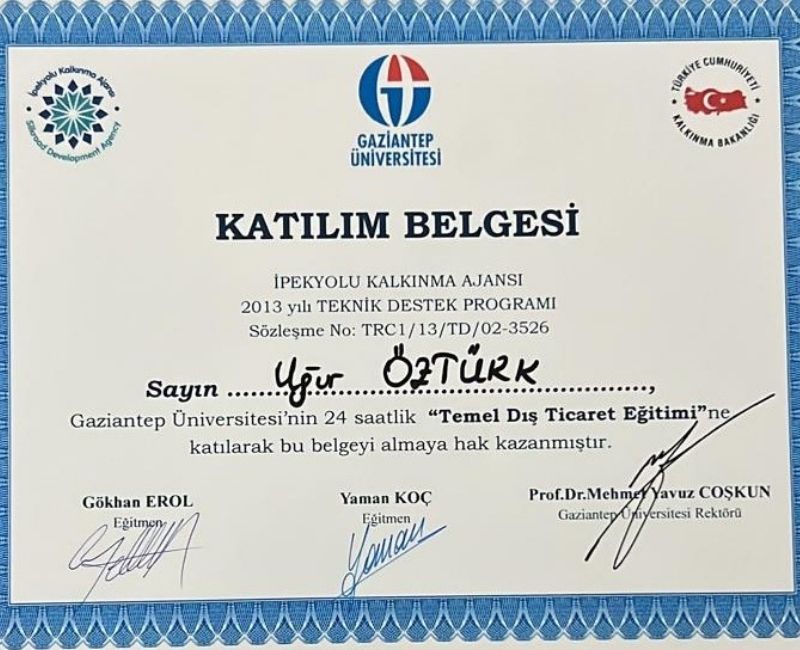 İpekyolu Kalkınma Ajansı
Silkroad Development Agency
GAZİANTEP
ÜNİVERSİTESİ
TÜRKİYE CUMHURİYETİ
KALKINMA BAKANLIĞI
KATILIM BELGESİ
İPEKYOLU KALKINMA AJANSI
2013 yılı TEKNİK DESTEK PROGRAMI
Sözleşme No: TRC1/13/TD/02-3526
Sayın ......Uğur ÖZTÜRK................,
Gaziantep Üniversitesi'nin 24 saatlik “Temel Dış Ticaret Eğitimi”ne
katılarak bu belgeyi almaya hak kazanmıştır.
Gökhan EROL Yaman KOÇ Prof.Dr.Mehmet Yavuz COŞKUN
Eğitmen Eğitmen Gaziantep Üniversitesi Rektörü
Yaman